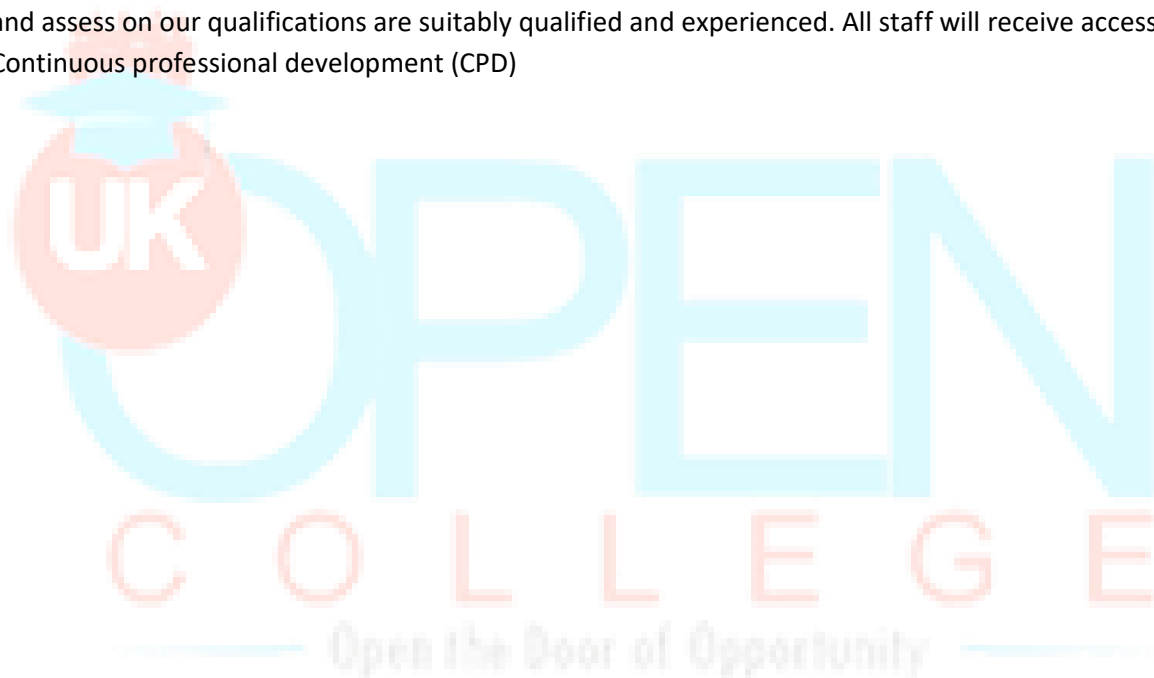 and assess on our qualifications are suitably qualified and experienced. All staff will receive access
Continuous professional development (CPD)
UK
OPEN
COLLEGE
Open the Door of Opportunity